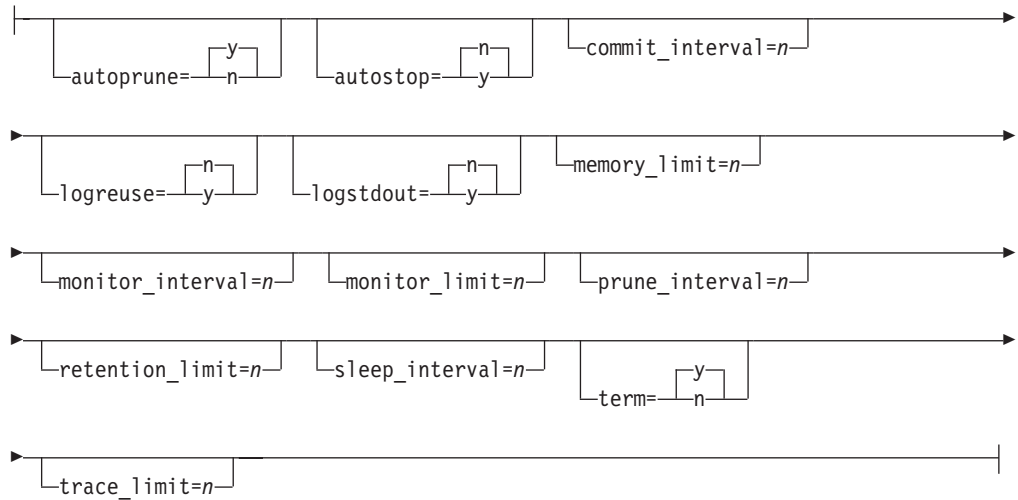 y n commit_interval=n
autoprune= n autostop= y
n n memory_limit=n
logreuse= y logstdout= y
monitor_interval=n monitor_limit=n prune_interval=n
retention_limit=n sleep_interval=n y
term= n
trace_limit=n